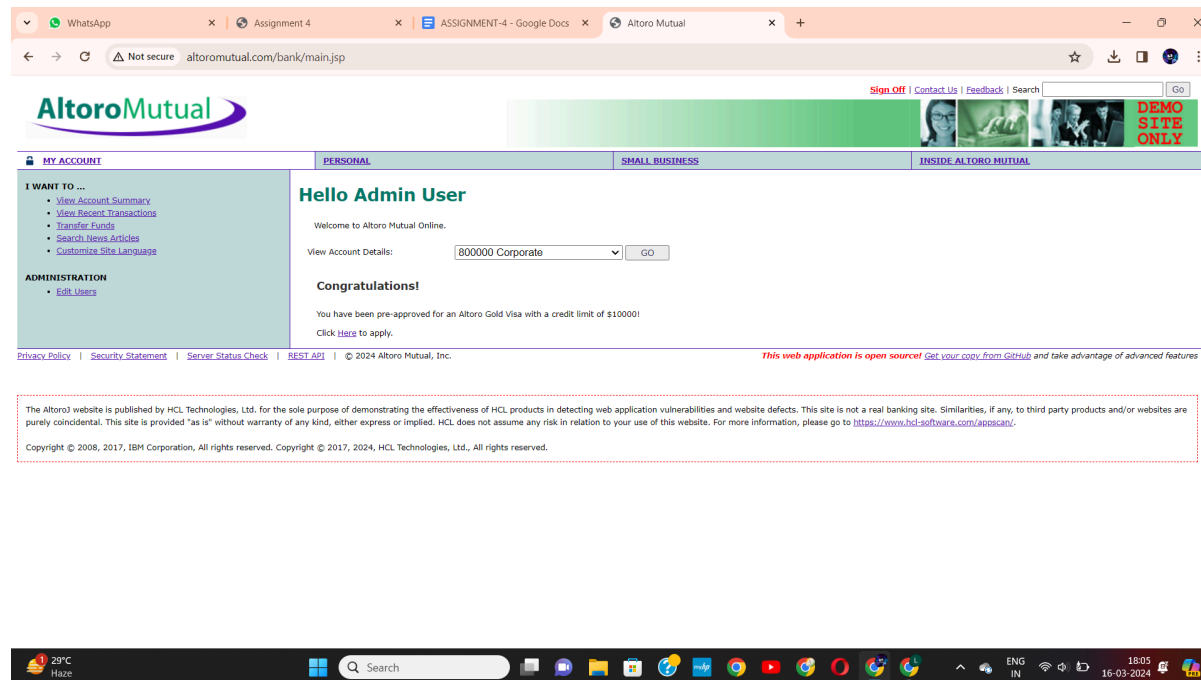 WhatsApp
Assignment 4
ASSIGNMENT-4 - Google Docs
Altoro Mutual
Not secure altoromutual.com/bank/main.jsp
Sign Off | Contact Us | Feedback | Search Go
AltoroMutual
DEMO
SITE
ONLY
MY ACCOUNT
PERSONAL
SMALL BUSINESS
INSIDE ALTORO MUTUAL
I WANT TO ...
• View Account Summary
• View Recent Transactions
• Transfer Funds
• Search News Articles
• Customize Site Language
ADMINISTRATION
• Edit Users
Hello Admin User
Welcome to Altoro Mutual Online.
View Account Details: 800000 Corporate GO
Congratulations!
You have been pre-approved for an Altoro Gold Visa with a credit limit of $10000!
Click Here to apply.
Privacy Policy | Security Statement | Server Status Check | REST API | © 2024 Altoro Mutual, Inc.
This web application is open source! Get your copy from GitHub and take advantage of advanced features
The AltoroJ website is published by HCL Technologies, Ltd. for the sole purpose of demonstrating the effectiveness of HCL products in detecting web application vulnerabilities and website defects. This site is not a real banking site. Similarities, if any, to third party products and/or websites are
purely coincidental. This site is provided "as is" without warranty of any kind, either express or implied. HCL does not assume any risk in relation to your use of this website. For more information, please go to https://www.hcl-software.com/appscan/.
Copyright © 2008, 2017, IBM Corporation, All rights reserved. Copyright © 2017, 2024, HCL Technologies, Ltd., All rights reserved.
1
29°C
Haze
Search
myhp
ENG
IN
18:05
16-03-2024